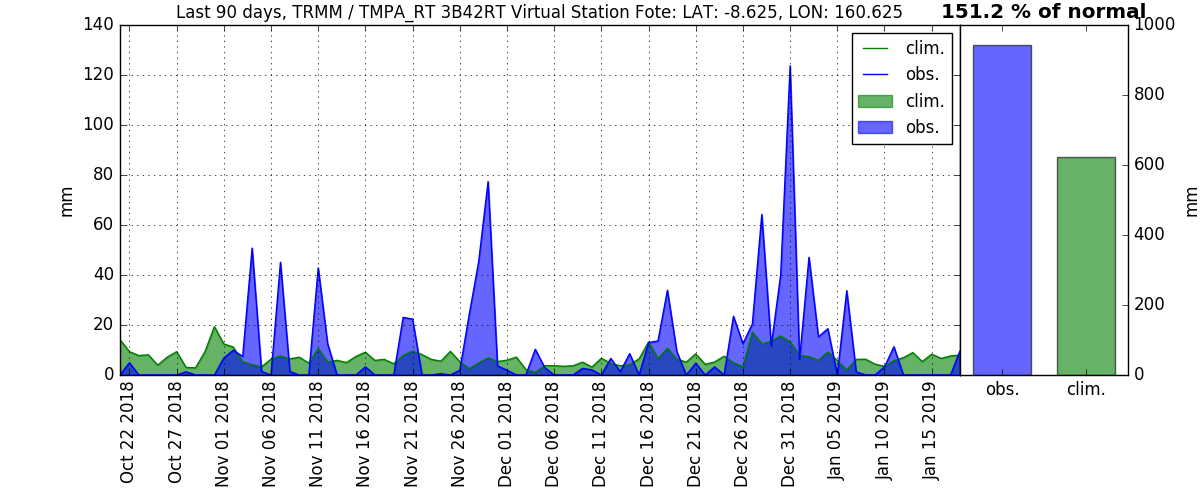 Last 90 days, TRMM / TMPA_RT 3B42RT Virtual Station Fote: LAT: -8.625, LON: 160.625
151.2 % of normal
140
120
100
80
60
40
20
0
mm
clim.
obs.
clim.
obs.
1000
800
600
400
200
0
mm
obs.
clim.
Oct 22 2018
Oct 27 2018
Nov 01 2018
Nov 06 2018
Nov 11 2018
Nov 16 2018
Nov 21 2018
Nov 26 2018
Dec 01 2018
Dec 06 2018
Dec 11 2018
Dec 16 2018
Dec 21 2018
Dec 26 2018
Dec 31 2018
Jan 05 2019
Jan 10 2019
Jan 15 2019